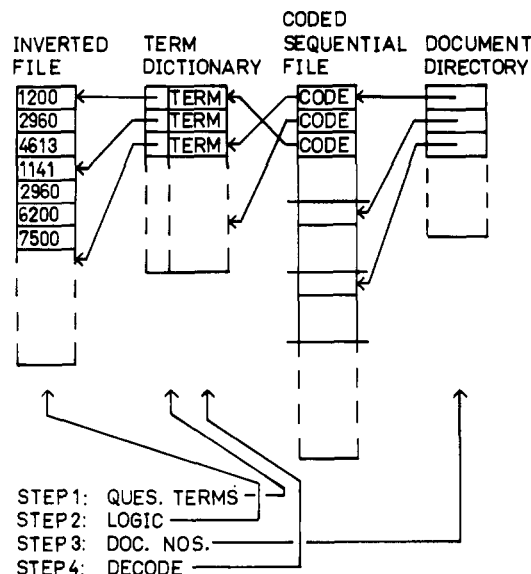 INVERTED FILE
TERM DICTIONARY
CODED SEQUENTIAL FILE
DOCUMENT DIRECTORY
1200
2960
4613
1141
2960
6200
7500
TERM
TERM
TERM
CODE
CODE
CODE
STEP 1: QUES. TERMS
STEP 2: LOGIC
STEP 3: DOC. NOS.
STEP 4: DECODE